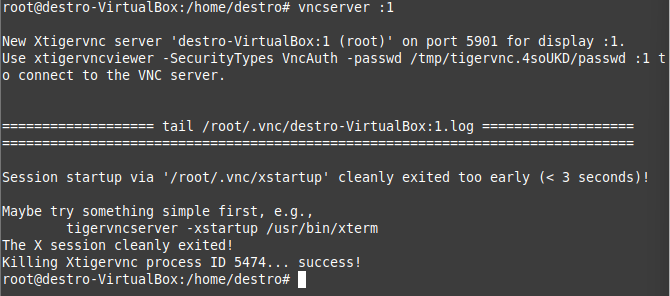 root@destro-VirtualBox:/home/destro# vncserver :1
New Xtigervnc server 'destro-VirtualBox:1 (root)' on port 5901 for display :1.
Use xtigervncviewer -SecurityTypes VncAuth -passwd /tmp/tigervnc.4soUKD/passwd :1 t
o connect to the VNC server.
=================== tail /root/.vnc/destro-VirtualBox:1.log ===================
===============================================================================
Session startup via '/root/.vnc/xstartup' cleanly exited too early (< 3 seconds)!
Maybe try something simple first, e.g.,
        tigervncserver -xstartup /usr/bin/xterm
The X session cleanly exited!
Killing Xtigervnc process ID 5474... success!
root@destro-VirtualBox:/home/destro#